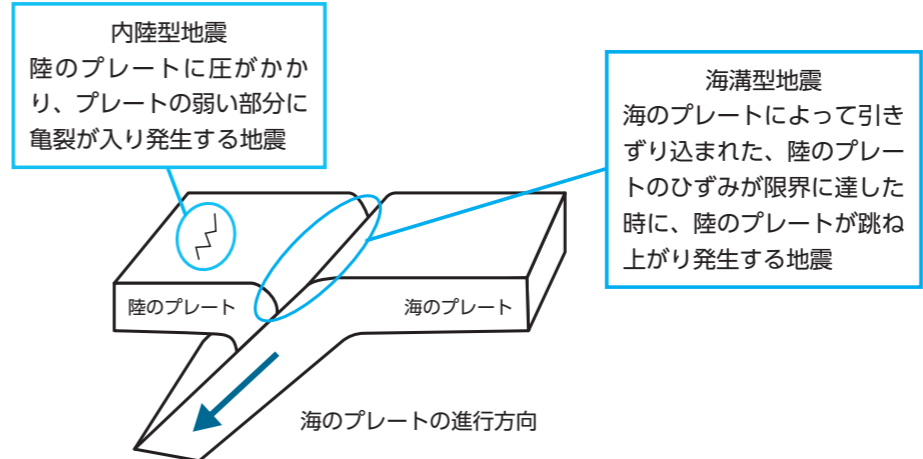 内陸型地震
陸のプレートに圧がかか
り、プレートの弱い部分に
亀裂が入り発生する地震
海溝型地震
海のプレートによって引き
ずり込まれた、陸のプレー
トのひずみが限界に達した
時に、陸のプレートが跳ね
上がり発生する地震
陸のプレート
海のプレート
海のプレートの進行方向